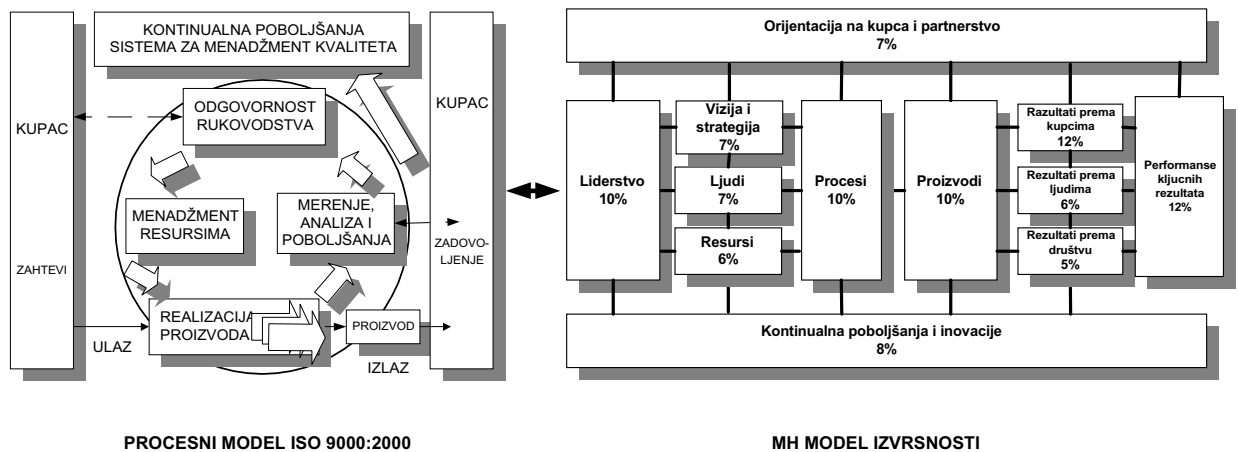 KONTINUALNA POBOLJŠANJA
SISTEMA ZA MENADŽMENT KVALITETA
KUPAC
ZAHTEVI
ODGOVORNOST
RUKOVODSTVA
MENADŽMENT
RESURSIMA
MERENJE,
ANALIZA I
POBOLJŠANJA
REALIZACIJA
PROIZVODA
PROIZVOD
ULAZ
IZLAZ
KUPAC
ZADOVO-
LJENJE
PROCESNI MODEL ISO 9000:2000
Orijentacija na kupca i partnerstvo
7%
Liderstvo
10%
Vizija i
strategija
7%
Ljudi
7%
Resursi
6%
Procesi
10%
Proizvodi
10%
Razultati prema
kupcima
12%
Rezultati prema
ljudima
6%
Rezultati prema
društvu
5%
Performanse
kljucnih
rezultata
12%
Kontinualna poboljšanja i inovacije
8%
MH MODEL IZVRSNOSTI